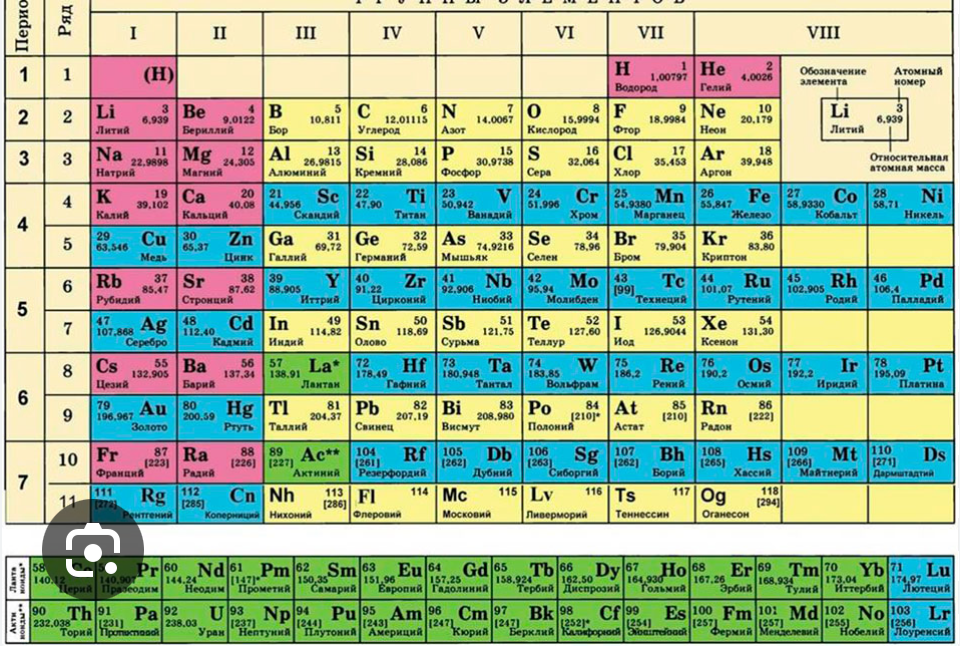 Перио Ряд
I II III IV V VI VII VIII
1 1 (H) H 1 He 2
1,00797 4,0026
Водород Гелий
Обозначение элемента
Атомный номер
Li 3
6,939
Литий
Относительная
атомная масса
2 2 Li 3 Be 4 B 5 C 6 N 7 O 8 F 9 Ne 10
6,939 9,0122 10,811 12,01115 14,0067 15,9994 18,9984 20,179
Литий Бериллий Бор Углерод Азот Кислород Фтор Неон
3 3 Na 11 Mg 12 Al 13 Si 14 P 15 S 16 Cl 17 Ar 18
22,9898 24,305 26,9815 28,086 30,9738 32,064 35,453 39,948
Натрий Магний Алюминий Кремний Фосфор Сера Хлор Аргон
4 4 K 19 Ca 20 21 Sc 22 Ti 23 V 24 Cr 25 Mn 26 Fe 27 Co 28 Ni
39,102 40,08 44,956 47,90 50,942 51,996 54,9380 55,847 58,9330 58,71
Калий Кальций Скандий Титан Ванадий Хром Марганец Железо Кобальт Никель
5 29 Cu 30 Zn Ga 31 Ge 32 As 33 Se 34 Br 35 Kr 36
63,546 65,37 69,72 72,59 74,9216 78,96 79,904 83,80
Медь Цинк Галлий Германий Мышьяк Селен Бром Криптон
5 6 Rb 37 Sr 38 39 Y 40 Zr 41 Nb 42 Mo 43 Tc 44 Ru 45 Rh 46 Pd
85,47 87,62 88,905 91,22 92,906 95,94 [99] 101,07 102,905 106,4
Рубидий Стронций Иттрий Цирконий Ниобий Молибден Технеций Рутений Родий Палладий
7 47 Ag 48 Cd In 49 Sn 50 Sb 51 Te 52 I 53 Xe 54
107,868 112,40 114,82 118,69 121,75 127,60 126,9044 131,30
Серебро Кадмий Индий Олово Сурьма Теллур Иод Ксенон
6 8 Cs 55 Ba 56 57 La* 72 Hf 73 Ta 74 W 75 Re 76 Os 77 Ir 78 Pt
132,905 137,34 138.91 178,49 180,948 183,85 186,2 190,2 192,2 195,09
Цезий Барий Лантан Гафний Тантал Вольфрам Рений Осмий Иридий Платина
9 79 Au 80 Hg Tl 81 Pb 82 Bi 83 Po 84 At 85 Rn 86
196,967 200,59 204,37 207,19 208,980 [210]* [210] [222]
Золото Ртуть Таллий Свинец Висмут Полоний Астат Радон
7 10 Fr 87 Ra 88 89 Ac** 104 Rf 105 Db 106 Sg 107 Bh 108 Hs 109 Mt 110 Ds
[223] [226] [227] [261] [262] [263] [262] [265] [266] [271]
Франций Радий Актиний Резерфордий Дубний Сиборгий Борий Хассий Майтнерий Дармштадтий
11 111 Rg 112 Cn Nh 113 Fl 114 Mc 115 Lv 116 Ts 117 Og 118
[272] [285] [286] [294]
Рентгений Коперниций Нихоний Флеровий Московий Ливерморий Теннессин Оганесон
Ланта
ноиды*
58 Pr 60 Nd 61 Pm 62 Sm 63 Eu 64 Gd 65 Tb 66 Dy 67 Ho 68 Er 69 Tm 70 Yb 71 Lu
140,12 140,907 144,24 [147]* 150,35 151,96 157,25 158,924 162,50 164,930 167,26 168,934 173,04 174,97
Церий Празеодим Неодим Прометий Самарий Европий Гадолиний Тербий Диспрозий Гольмий Эрбий Тулий Иттербий Лютеций
Акти
ноиды**
90 Th 91 Pa 92 U 93 Np 94 Pu 95 Am 96 Cm 97 Bk 98 Cf 99 Es 100 Fm 101 Md 102 No 103 Lr
232,038 [231] 238,03 [237] [244] [243] [247] [247] [252]* [254] [257] [257] [255] [256]
Торий Протактиний Уран Нептуний Плутоний Америций Кюрий Берклий Калифорний Эйнштейний Фермий Менделевий Нобелий Лоуренсий